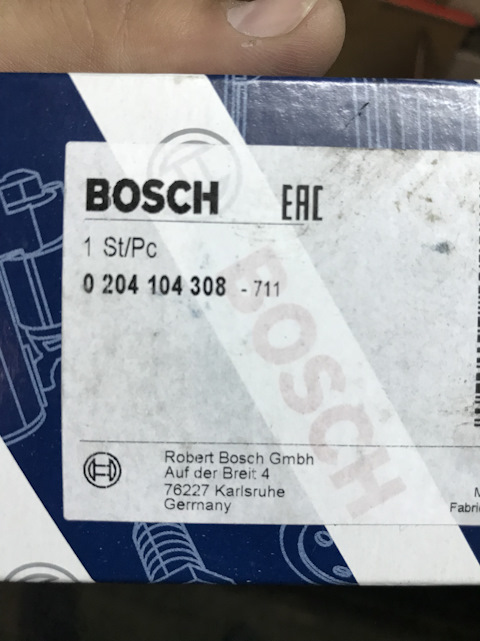 BOSCH EAC
1 St/Pc
0 204 104 308 - 711
BOSCH
Robert Bosch GmbH
Auf der Breit 4
76227 Karlsruhe
Germany